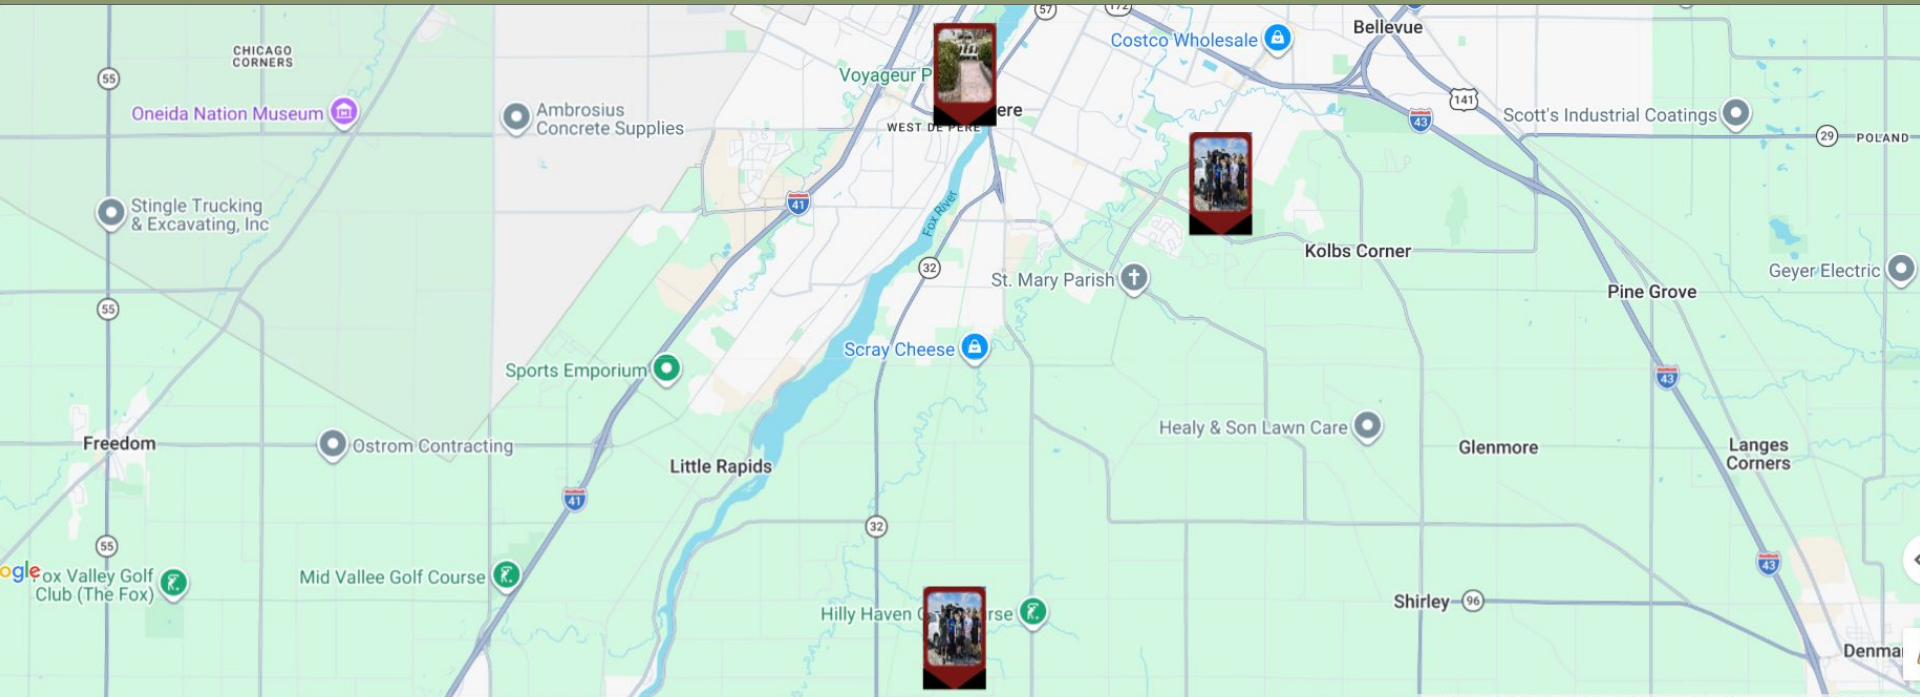 57
172
Bellevue
CHICAGO
CORNERS
Costco Wholesale
55
Voyageur P
141
Oneida Nation Museum
Ambrosius
Concrete Supplies
ere
43
Scott's Industrial Coatings
WEST DE PERE
29
POLAND
41
Stingle Trucking
& Excavating, Inc
Fox River
Kolbs Corner
32
St. Mary Parish
Geyer Electric
Pine Grove
55
Scray Cheese
Sports Emporium
43
Healy & Son Lawn Care
Freedom
Ostrom Contracting
Glenmore
Langes
Corners
Little Rapids
41
32
55
43
ogle
ox Valley Golf
Club (The Fox)
Mid Vallee Golf Course
Shirley
96
Hilly Haven
rse
Denma